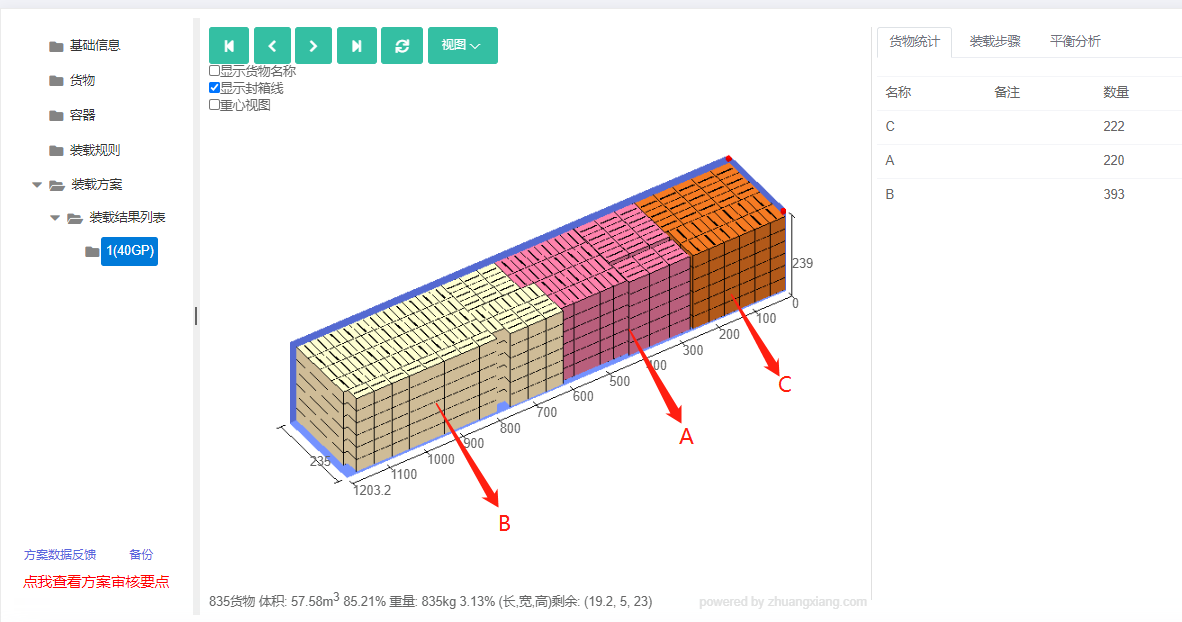 基础信息
货物
容器
装载规则
装载方案
装载结果列表
1(40GP)
方案数据反馈 备份
点我查看方案审核要点
视图
显示货物名称
显示封箱线
重心视图
239
0
100
200
300
400
500
600
700
800
900
1000
1100
1203.2
235
C
A
B
835货物 体积: 57.58m3 85.21% 重量: 835kg 3.13% (长,宽,高)剩余: (19.2, 5, 23)
powered by zhuangxiang.com
货物统计 装载步骤 平衡分析
名称 备注 数量
C 222
A 220
B 393